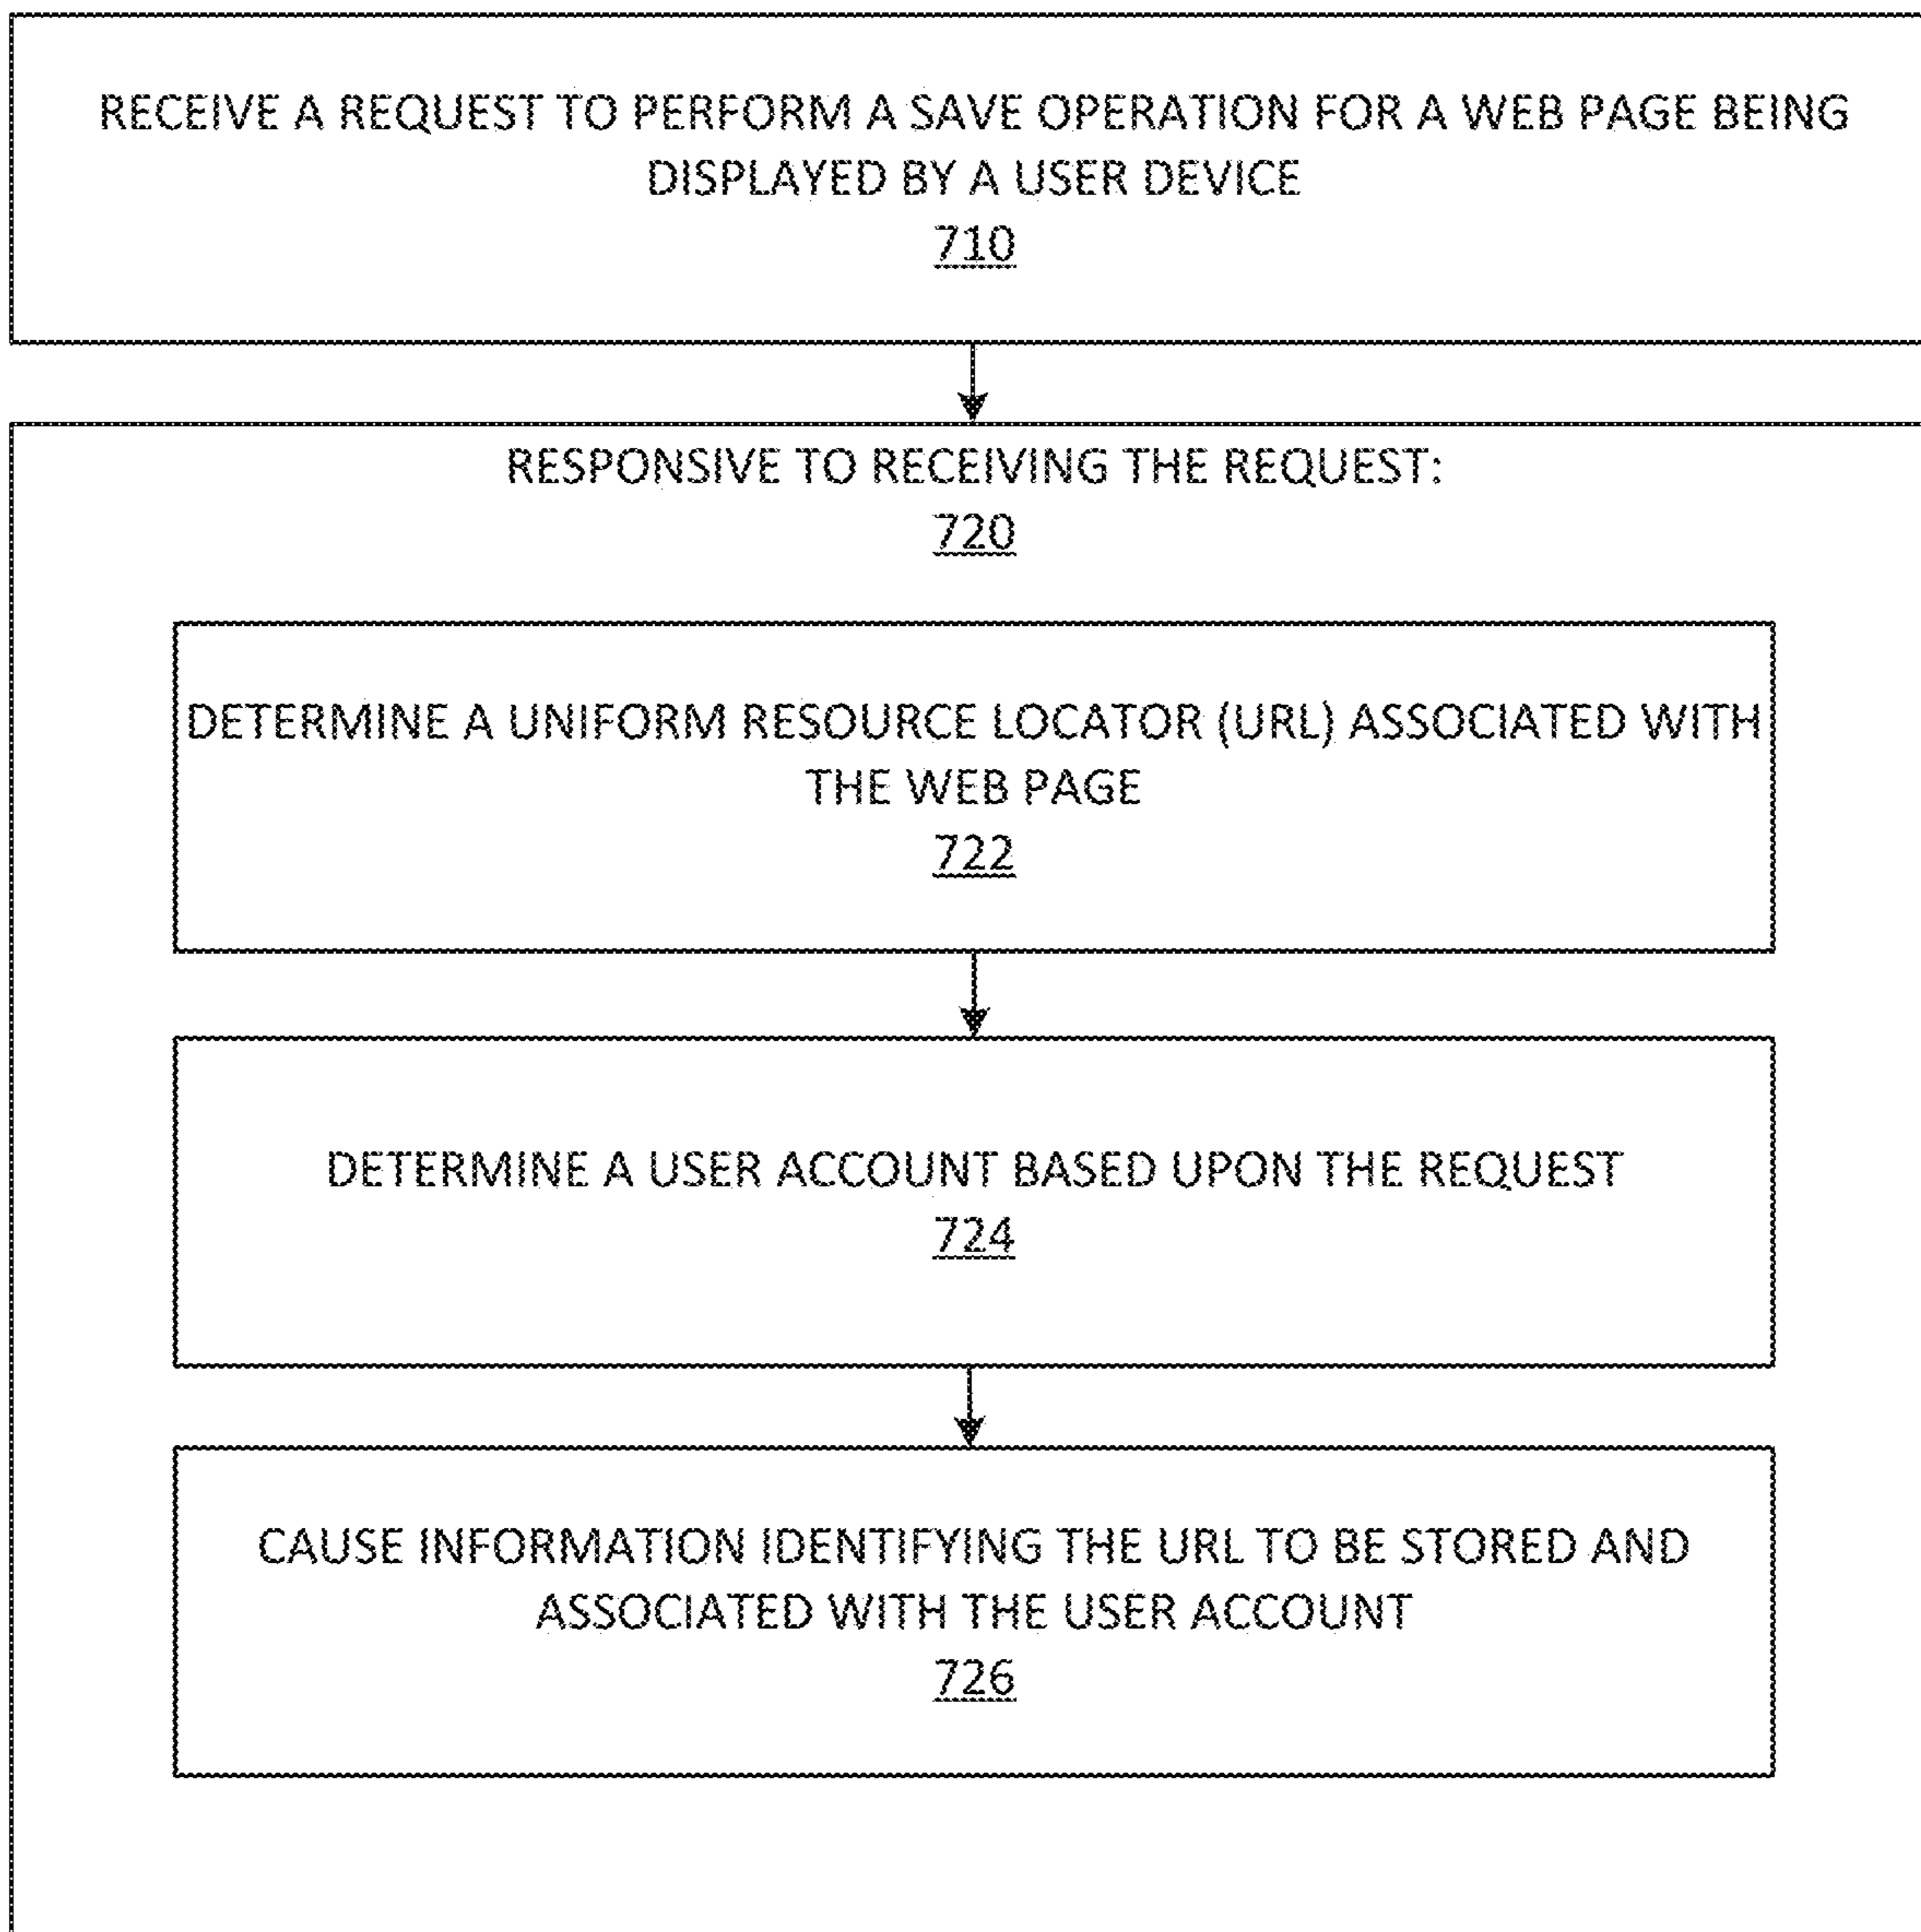 RECEIVE A REQUEST TO PERFORM A SAVE OPERATION FOR A WEB PAGE BEING
DISPLAYED BY A USER DEVICE
710
RESPONSIVE TO RECEIVING THE REQUEST:
720
DETERMINE A UNIFORM RESOURCE LOCATOR (URL) ASSOCIATED WITH
THE WEB PAGE
722
DETERMINE A USER ACCOUNT BASED UPON THE REQUEST
724
CAUSE INFORMATION IDENTIFYING THE URL TO BE STORED AND
ASSOCIATED WITH THE USER ACCOUNT
726